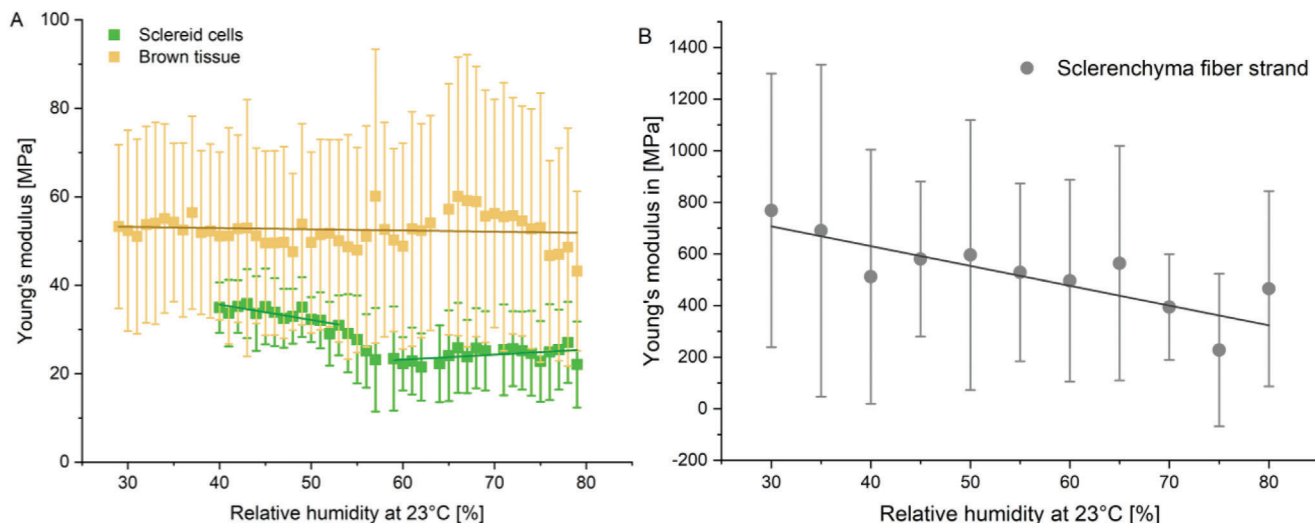 A
Sclereid cells
Brown tissue
Young's modulus [MPa]
100
80
60
40
20
0
30 40 50 60 70 80
Relative humidity at 23°C [%]
B
Sclerenchyma fiber strand
Young's modulus in [MPa]
1400
1200
1000
800
600
400
200
0
-200
30 40 50 60 70 80
Relative humidity at 23°C [%]